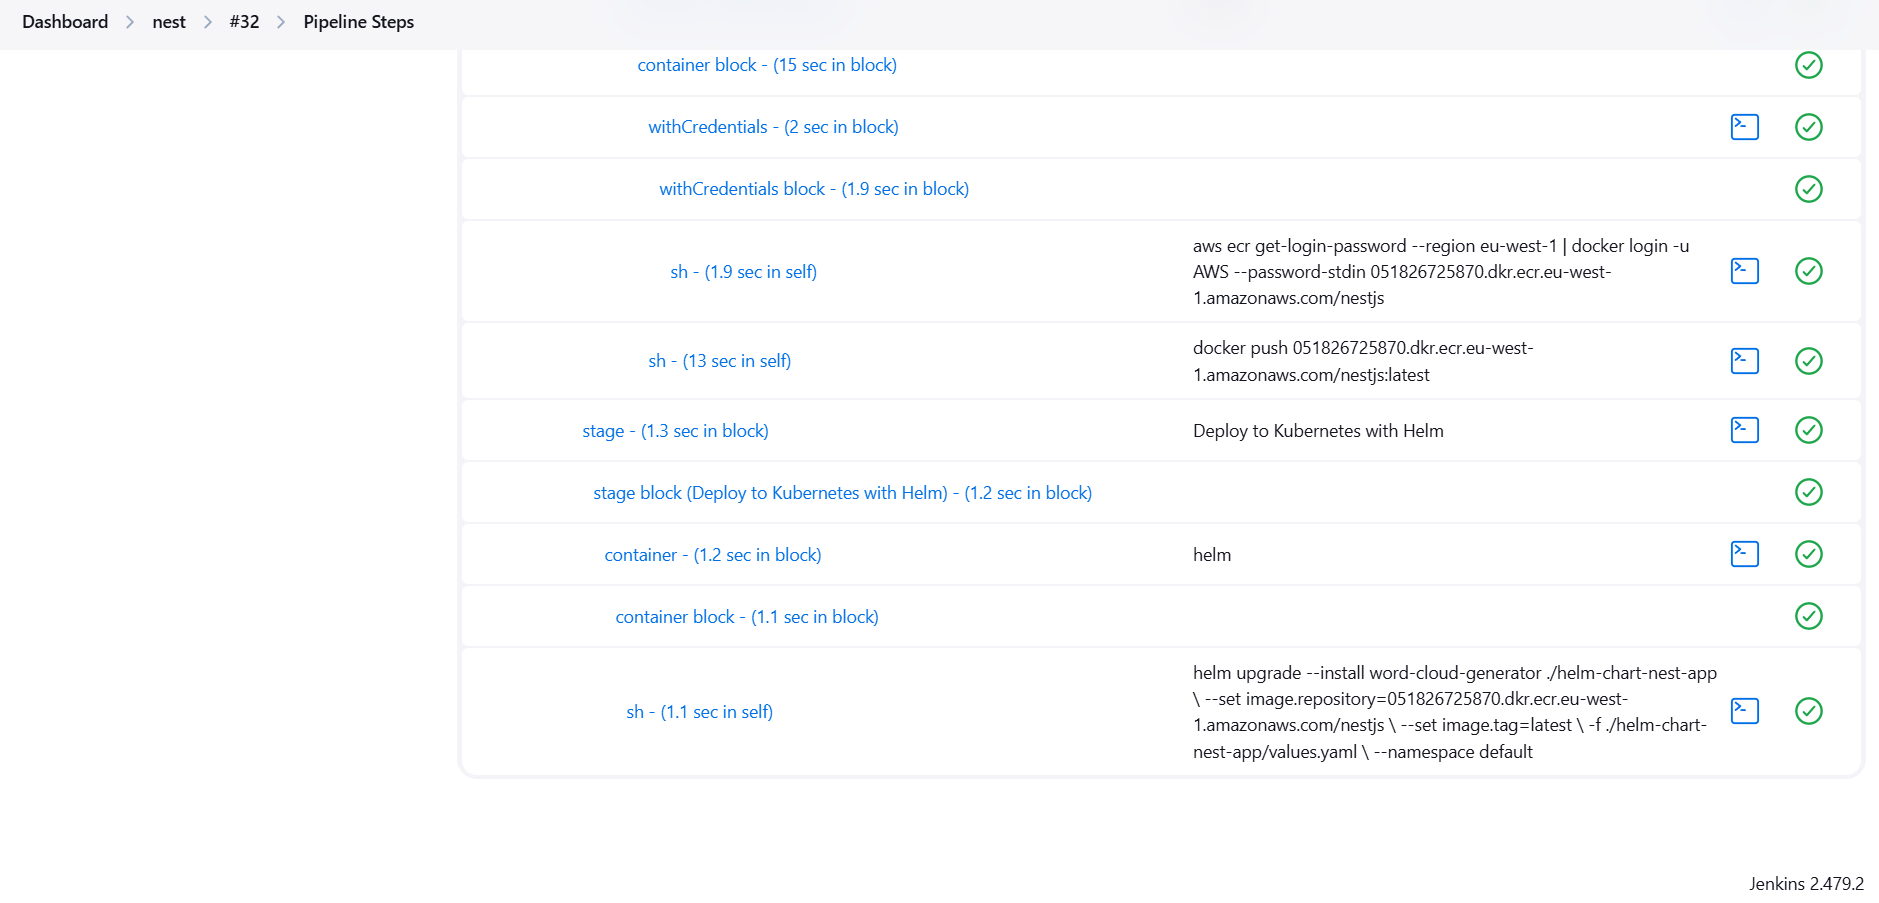 Dashboard > nest > #32 > Pipeline Steps
container block - (15 sec in block)
withCredentials - (2 sec in block)
withCredentials block - (1.9 sec in block)
aws ecr get-login-password --region eu-west-1 | docker login -u
sh - (1.9 sec in self)
AWS --password-stdin 051826725870.dkr.ecr.eu-west-
1.amazonaws.com/nestjs
sh - (13 sec in self)
docker push 051826725870.dkr.ecr.eu-west-
1.amazonaws.com/nestjs:latest
stage - (1.3 sec in block)
Deploy to Kubernetes with Helm
stage block (Deploy to Kubernetes with Helm) - (1.2 sec in block)
container - (1.2 sec in block)
helm
container block - (1.1 sec in block)
sh - (1.1 sec in self)
helm upgrade --install word-cloud-generator ./helm-chart-nest-app
\ --set image.repository=051826725870.dkr.ecr.eu-west-
1.amazonaws.com/nestjs \ --set image.tag=latest \ -f ./helm-chart-
nest-app/values.yaml \ --namespace default
Jenkins 2.479.2